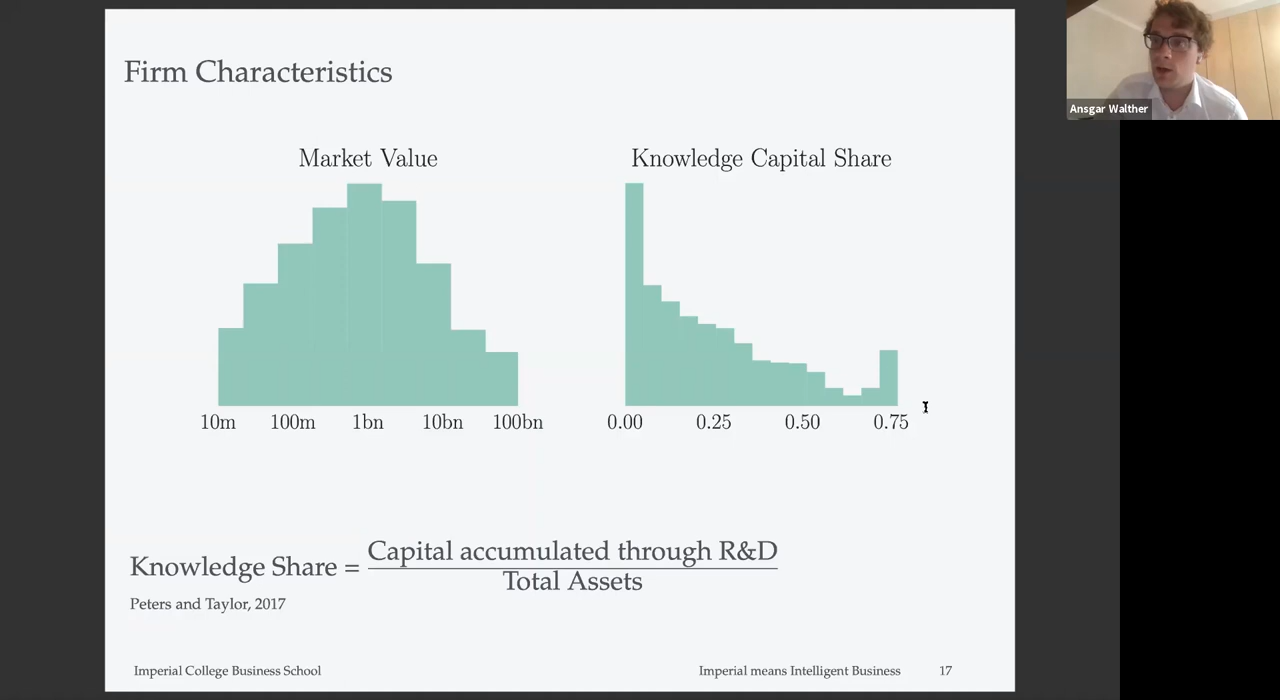 Firm Characteristics
Ansgar Walther
Market Value
Knowledge Capital Share
10m 100m 1bn 10bn 100bn
0.00 0.25 0.50 0.75
Knowledge Share = Capital accumulated through R&D
Total Assets
Peters and Taylor, 2017
Imperial College Business School
Imperial means Intelligent Business 17